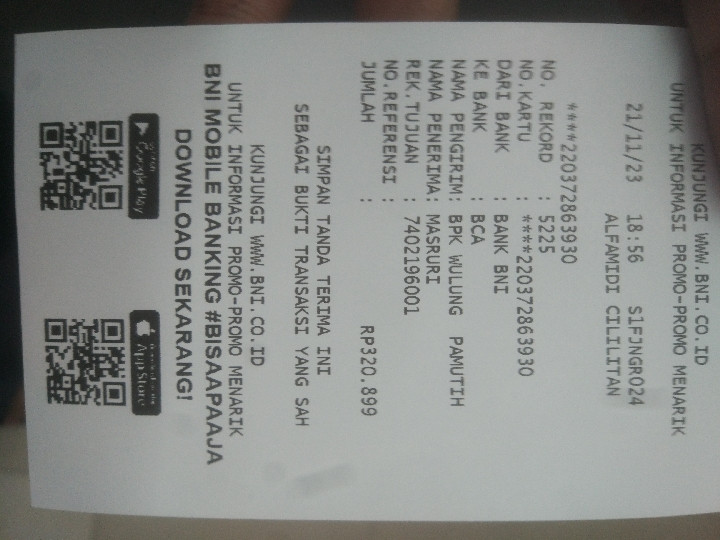 KUNJUNGI WWW.BNI.CO.ID
UNTUK INFORMASI PROMO-PROMO MENARIK
21/11/23 18:56 S1FJNGR024
ALFAMIDI CILILITAN
****220372863930
NO. REKORD : 5225
NO.KARTU : ****220372863930
DARI BANK : BANK BNI
KE BANK : BCA
NAMA PENGIRIM: BPK WULUNG PAMUTIH
NAMA PENERIMA: MASRURI
REK.TUJUAN : 7402196001
NO.REFERENSI :
JUMLAH : RP320.899
SIMPAN TANDA TERIMA INI
SEBAGAI BUKTI TRANSAKSI YANG SAH
KUNJUNGI WWW.BNI.CO.ID
UNTUK INFORMASI PROMO-PROMO MENARIK
BNI MOBILE BANKING #BISAAPAAJA
DOWNLOAD SEKARANG!
Google Play
App Store